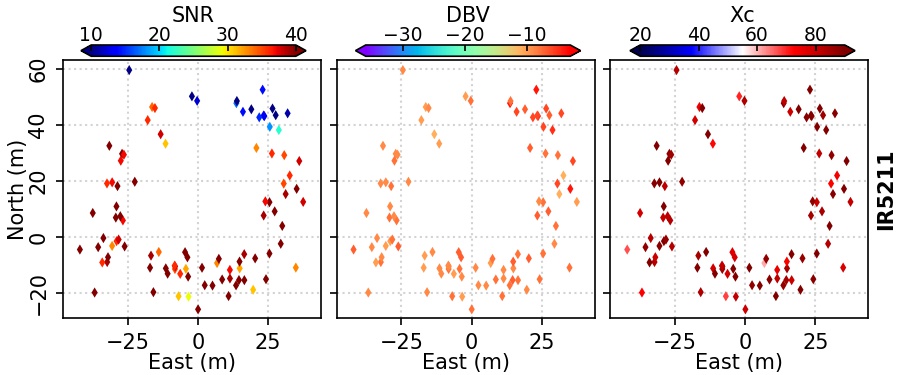 SNR DBV Xc
10 20 30 40 −30 −20 −10 20 40 60 80
60
40
20
0
−20
North (m)
IR5211
−25 0 25 −25 0 25 −25 0 25
East (m) East (m) East (m)